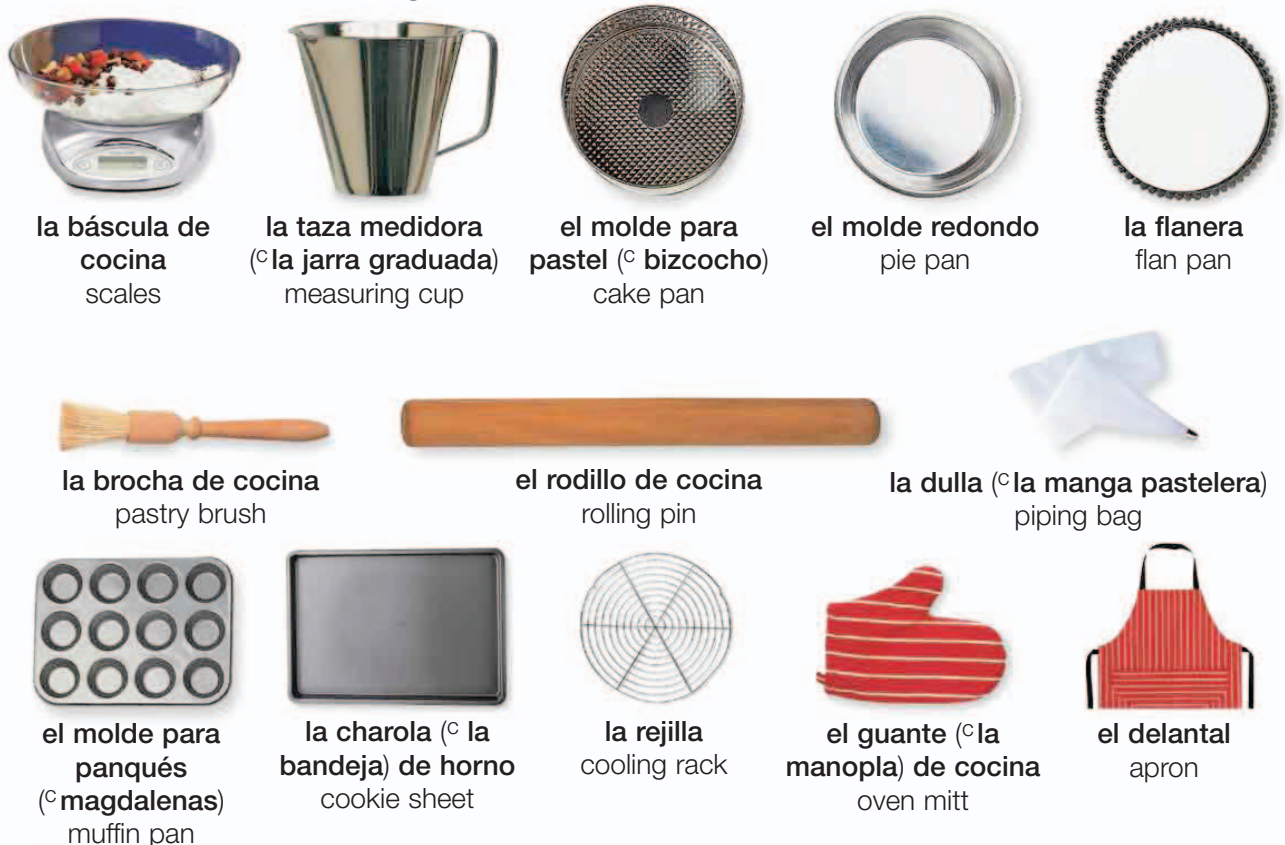 la báscula de
cocina
scales
la taza medidora
(ᶜ la jarra graduada)
measuring cup
el molde para
pastel (ᶜ bizcocho)
cake pan
el molde redondo
pie pan
la flanera
flan pan
la brocha de cocina
pastry brush
el rodillo de cocina
rolling pin
la dulla (ᶜ la manga pastelera)
piping bag
el molde para
panqués
(ᶜ magdalenas)
muffin pan
la charola (ᶜ la
bandeja) de horno
cookie sheet
la rejilla
cooling rack
el guante (ᶜ la
manopla) de cocina
oven mitt
el delantal
apron